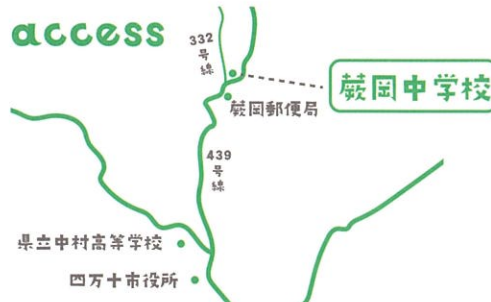 access
332
号
線
蕨岡中学校
蕨岡郵便局
439
号
線
県立中村高等学校
四万十市役所